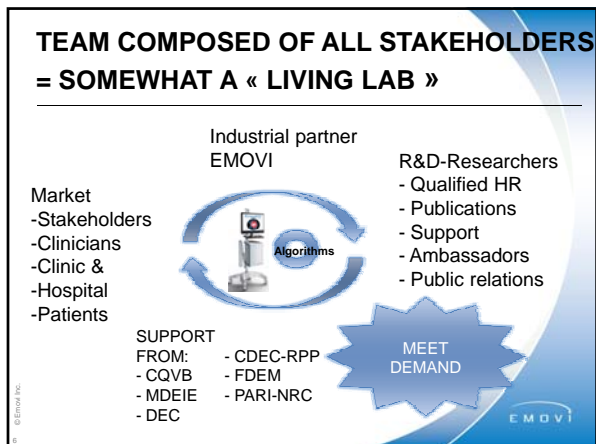 TEAM COMPOSED OF ALL STAKEHOLDERS
= SOMEWHAT A « LIVING LAB »
Industrial partner
EMOVI
Market
-Stakeholders
-Clinicians
-Clinic &
-Hospital
-Patients
Algorithms
R&D-Researchers
- Qualified HR
- Publications
- Support
- Ambassadors
- Public relations
SUPPORT
FROM:
- CQVB
- MDEIE
- DEC
- CDEC-RPP
- FDEM
- PARI-NRC
MEET
DEMAND
© Emovi Inc.
6
EMOVI